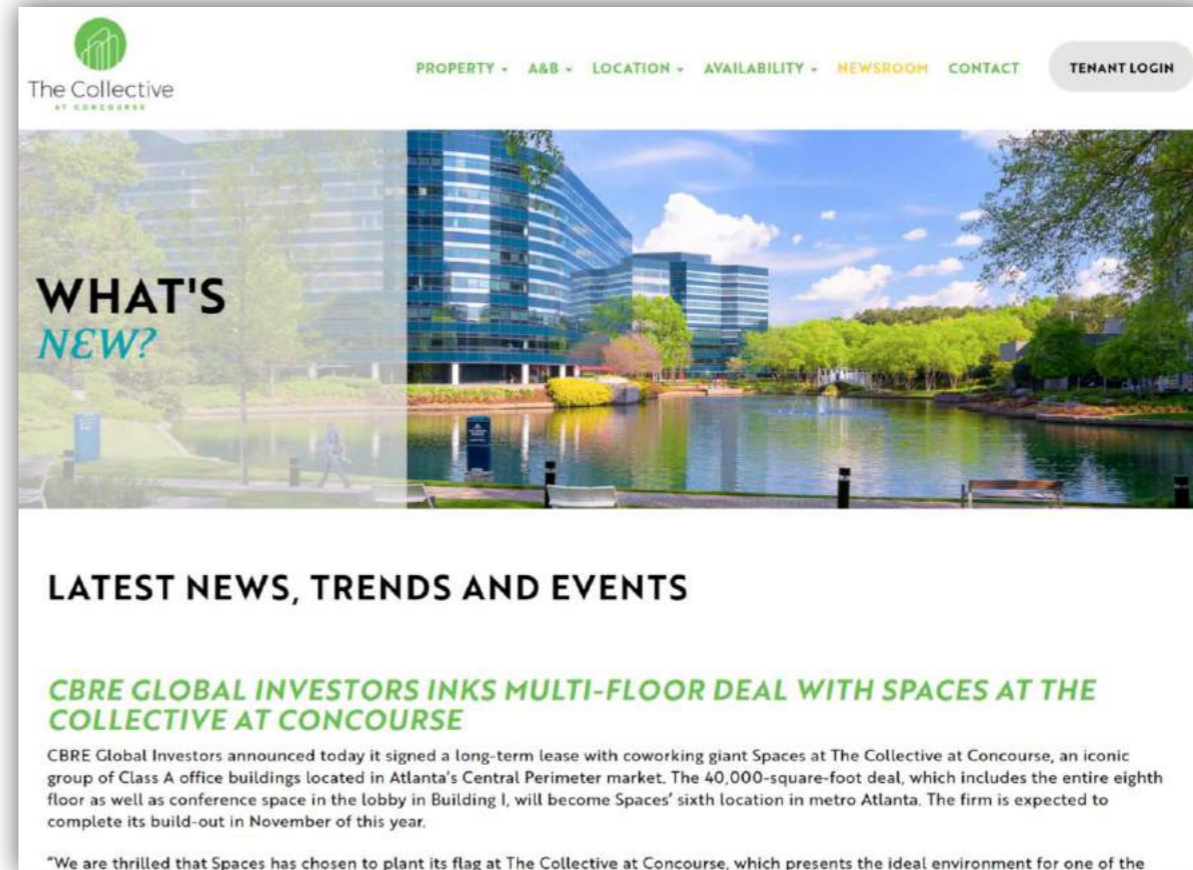 The Collective
AT CONCOURSE
PROPERTY A&B LOCATION AVAILABILITY NEWSROOM CONTACT TENANT LOGIN
WHAT'S
NEW?
LATEST NEWS, TRENDS AND EVENTS
CBRE GLOBAL INVESTORS INKS MULTI-FLOOR DEAL WITH SPACES AT THE
COLLECTIVE AT CONCOURSE
CBRE Global Investors announced today it signed a long-term lease with coworking giant Spaces at The Collective at Concourse, an iconic
group of Class A office buildings located in Atlanta's Central Perimeter market. The 40,000-square-foot deal, which includes the entire eighth
floor as well as conference space in the lobby in Building I, will become Spaces' sixth location in metro Atlanta. The firm is expected to
complete its build-out in November of this year.
"We are thrilled that Spaces has chosen to plant its flag at The Collective at Concourse, which presents the ideal environment for one of the